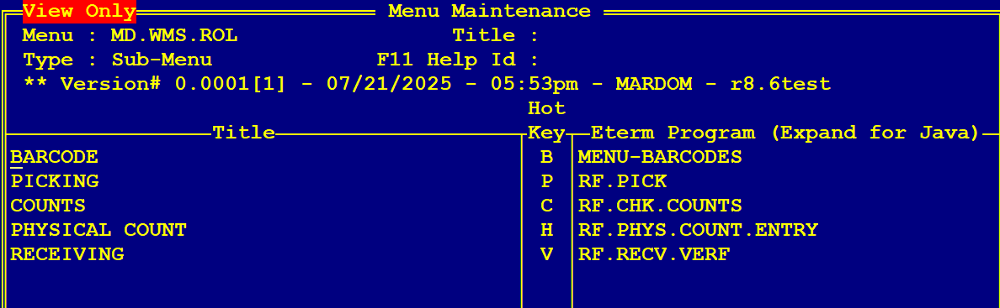 View Only Menu Maintenance
Menu : MD.WMS.ROL Title :
Type : Sub-Menu F11 Help Id :
** Version# 0.0001[1] - 07/21/2025 - 05:53pm - MARDOM - r8.6test
Hot
Title Key Eterm Program (Expand for Java)
BARCODE B MENU-BARCODES
PICKING P RF.PICK
COUNTS C RF.CHK.COUNTS
PHYSICAL COUNT H RF.PHYS.COUNT.ENTRY
RECEIVING V RF.RECV.VERF